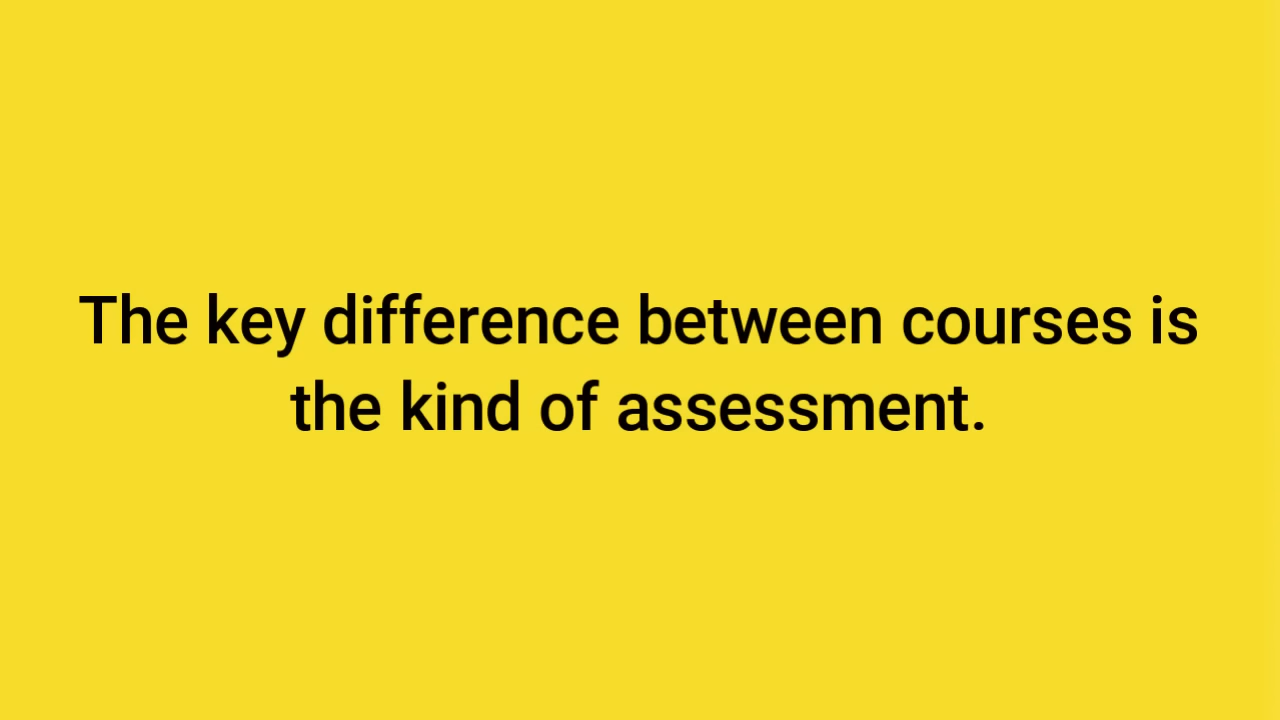 The key difference between courses is
the kind of assessment.